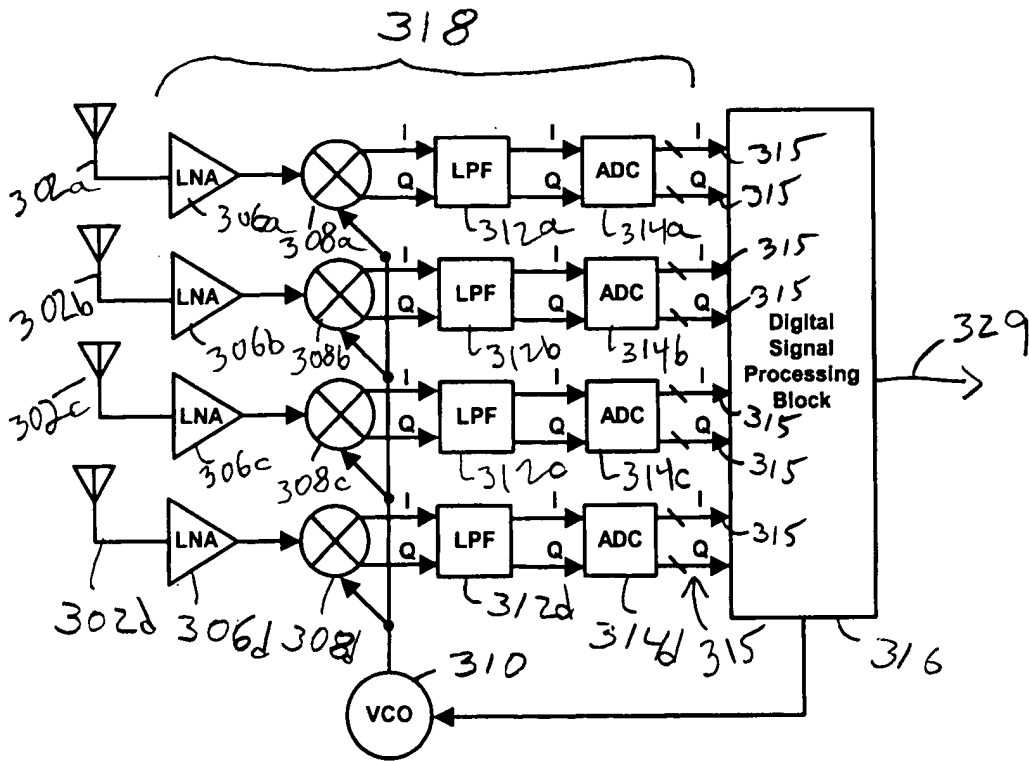 318
I I I
302a LNA LPF ADC 315
Q Q Q
306a 308a 312a 314a 315
I I I 315
302b LNA LPF ADC
Q Q Q 315
306b 308b 312b 314b
Digital
Signal
Processing
Block
329
I I I
302c LNA LPF ADC 315
Q Q Q
306c 308c 312c 314c 315
I I I
LNA LPF ADC 315
Q Q Q
302d 306d 308d 312d 314d 315 316
310
VCO